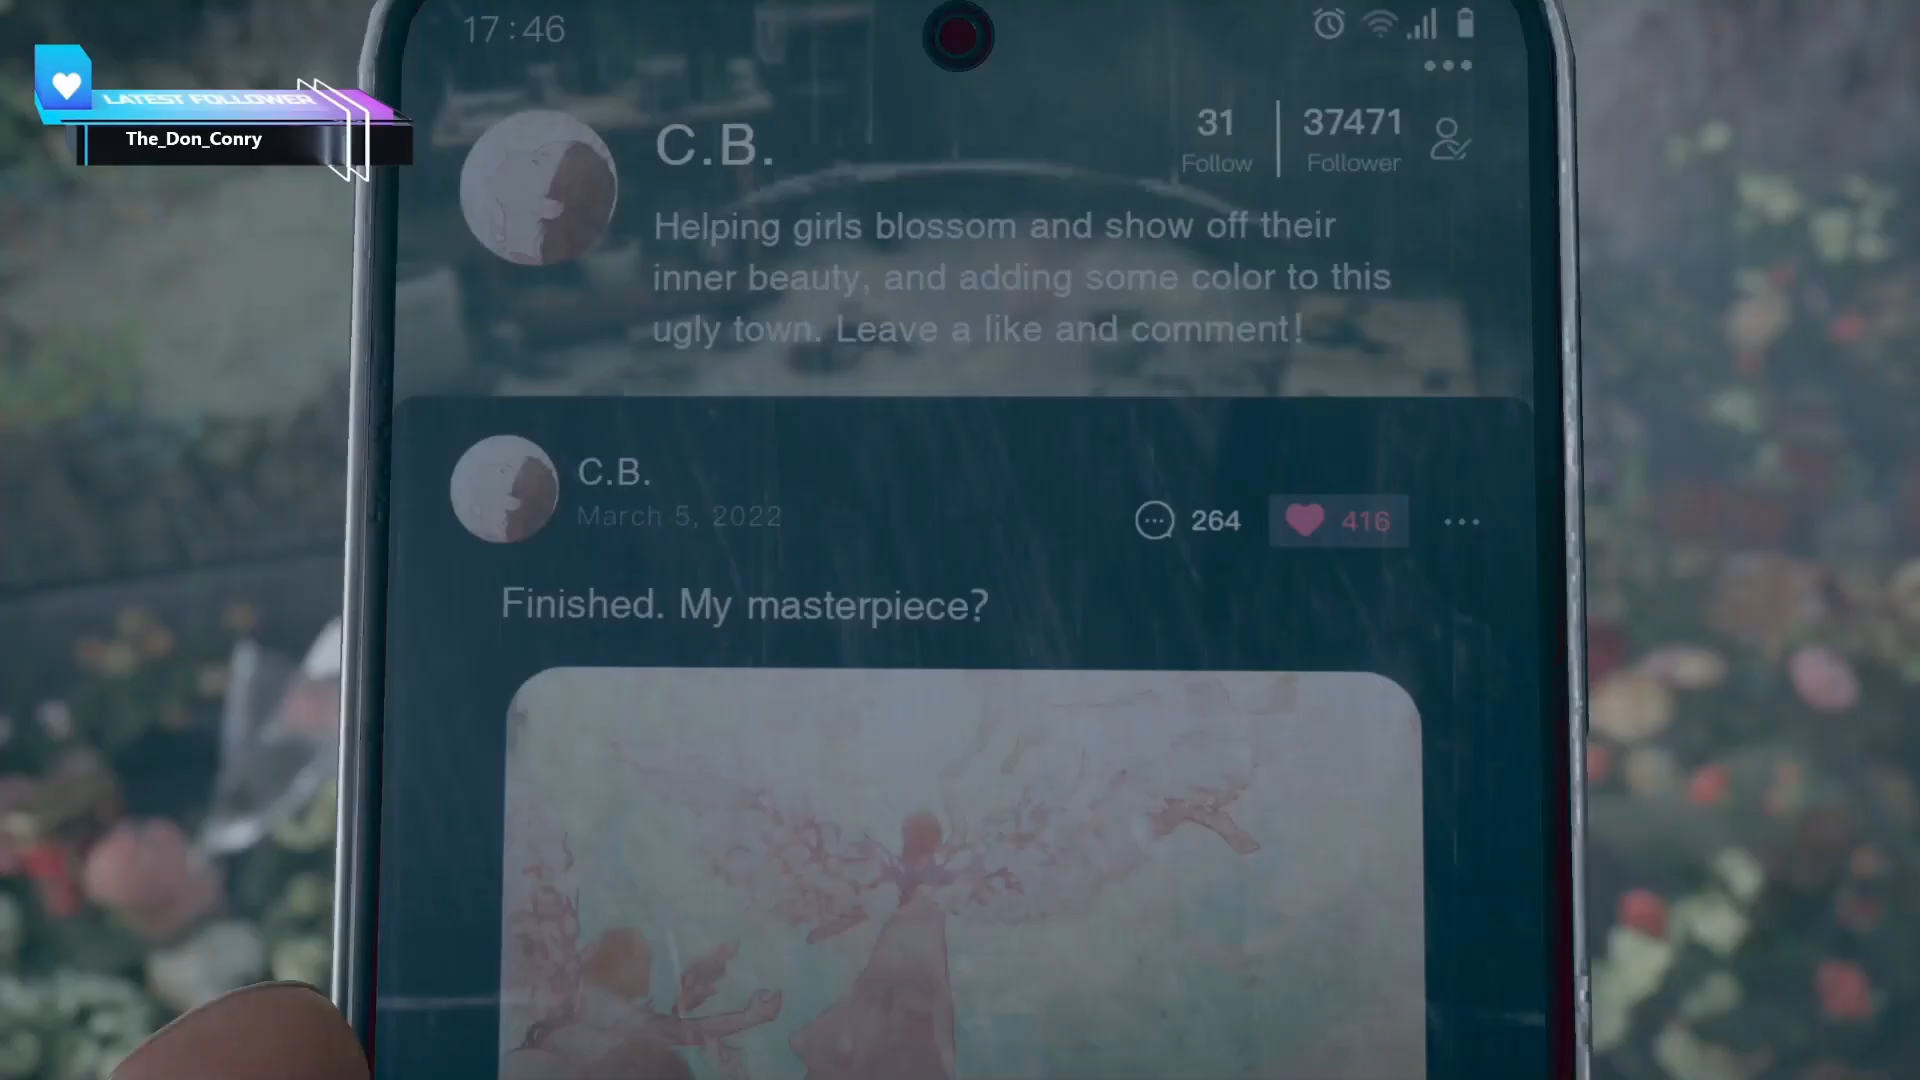 17:46
LATEST FOLLOWER
The_Don_Conry
C.B.
31
Follow
37471
Follower
Helping girls blossom and show off their
inner beauty, and adding some color to this
ugly town. Leave a like and comment!
C.B.
March 5, 2022
264
416
Finished. My masterpiece?